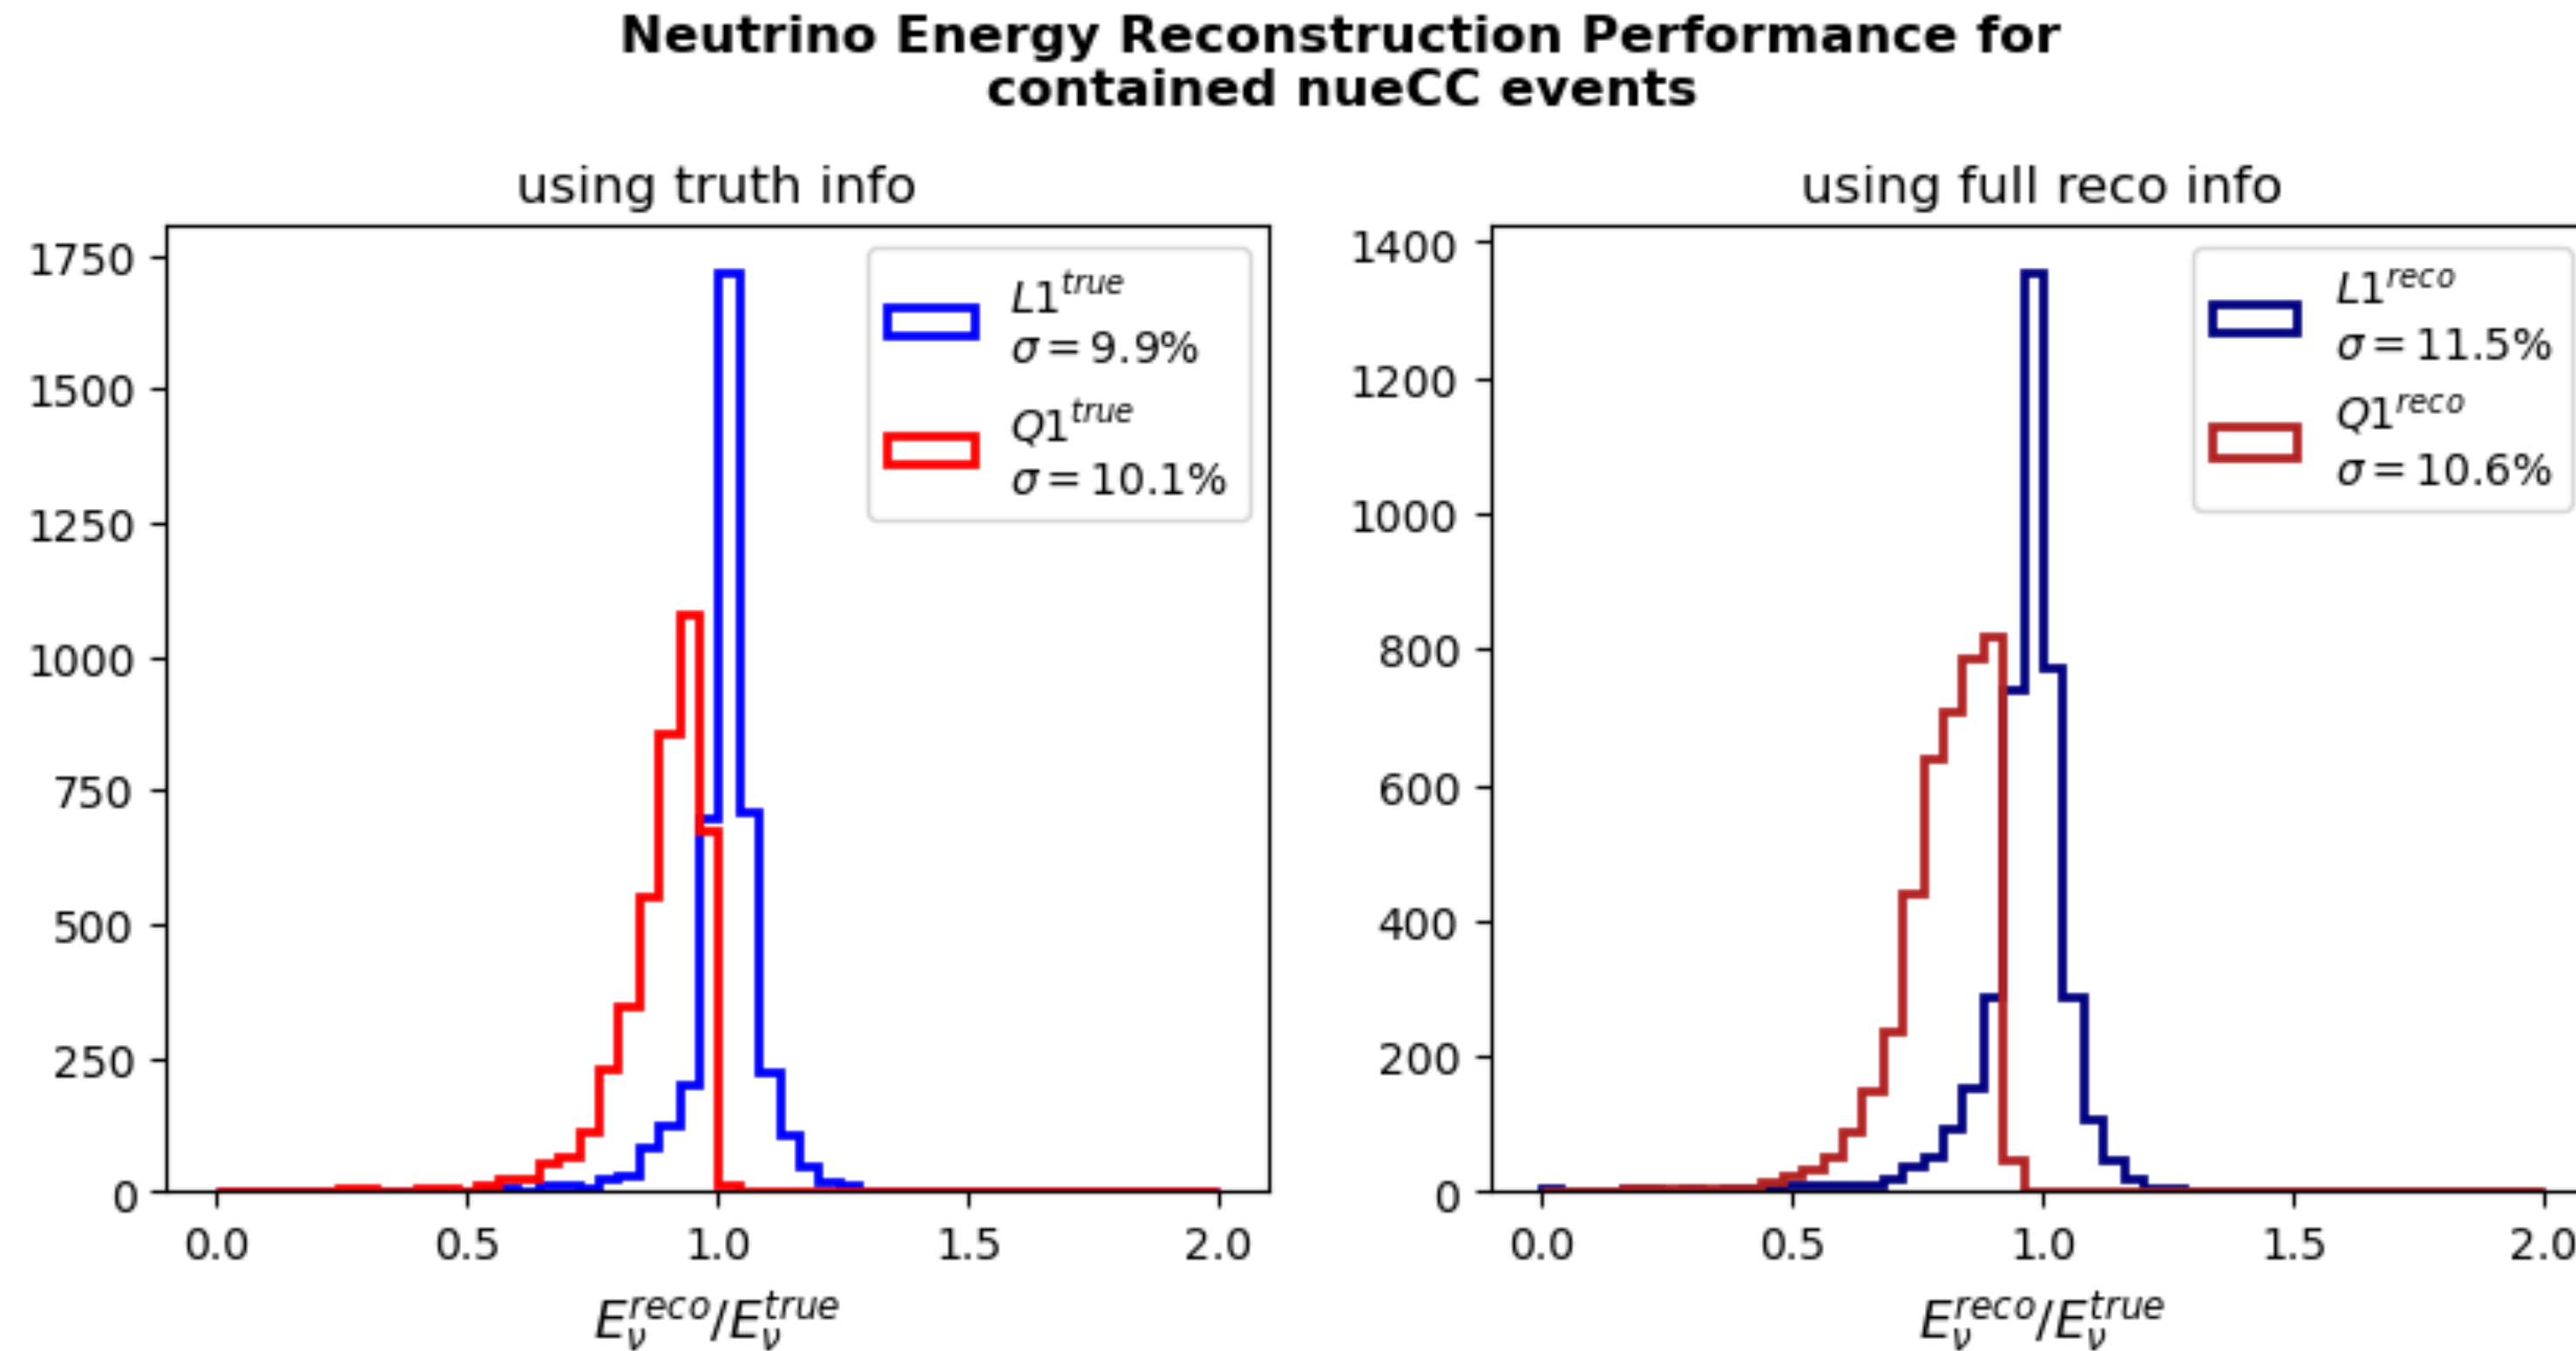 Neutrino Energy Reconstruction Performance for
contained nueCC events
using truth info
1750
1500
1250
1000
750
500
250
0
0.0 0.5 1.0 1.5 2.0
E_ν^{reco}/E_ν^{true}
L1^{true}
σ = 9.9%
Q1^{true}
σ = 10.1%
using full reco info
1400
1200
1000
800
600
400
200
0
0.0 0.5 1.0 1.5 2.0
E_ν^{reco}/E_ν^{true}
L1^{reco}
σ = 11.5%
Q1^{reco}
σ = 10.6%